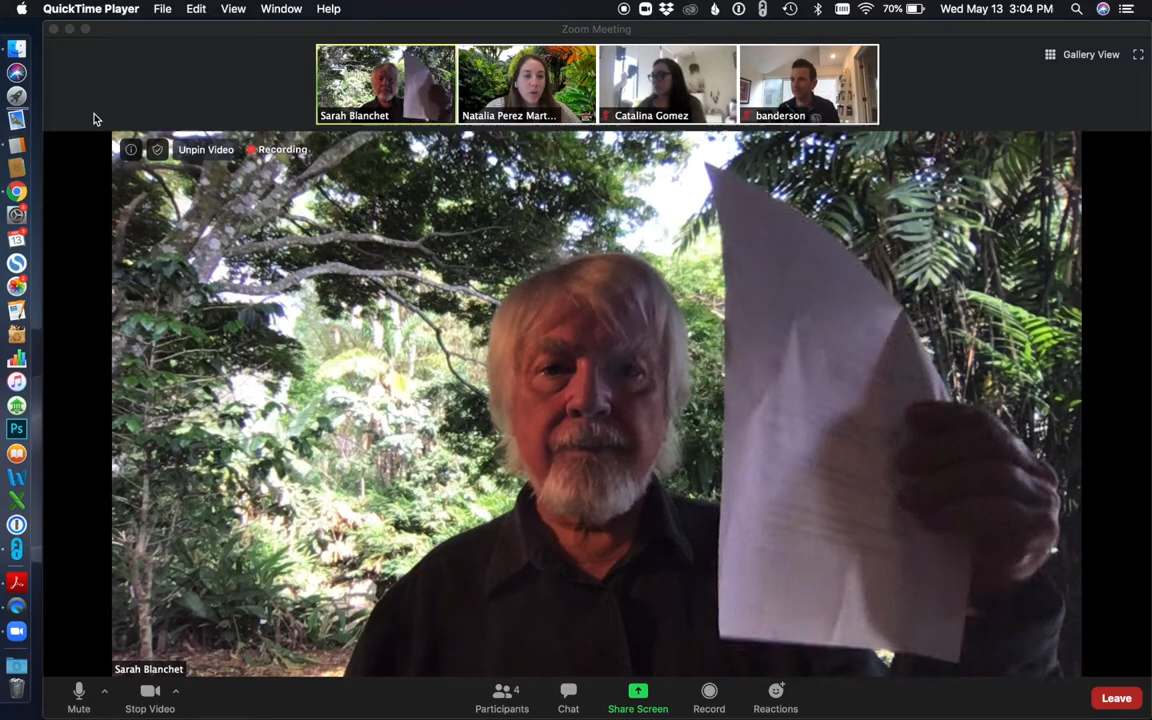 QuickTime Player File Edit View Window Help 70% Wed May 13 3:04 PM
Zoom Meeting
Gallery View
Sarah Blanchet
Natalia Perez Mart...
Catalina Gomez
banderson
Unpin Video
Recording
13
Ps
Sarah Blanchet
Mute
Stop Video
Participants
4
Chat
Share Screen
Record
Reactions
Leave